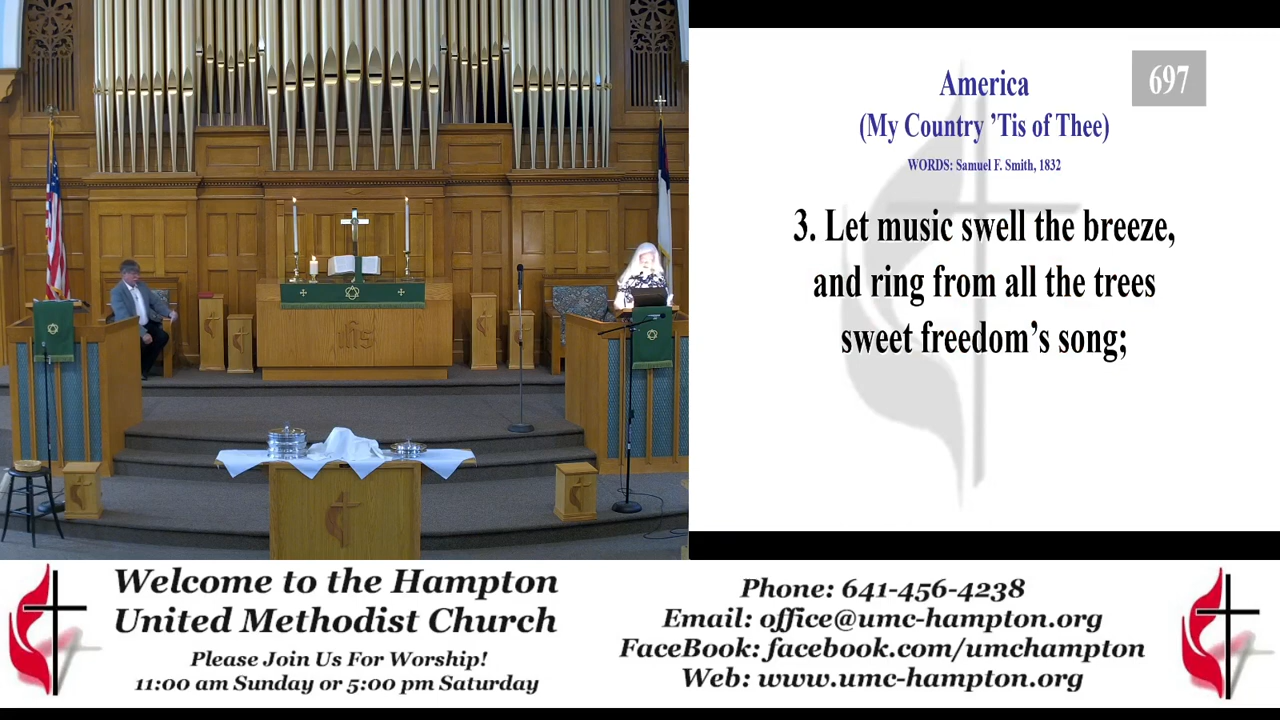 697
America
(My Country ’Tis of Thee)
WORDS: Samuel F. Smith, 1832
3. Let music swell the breeze,
and ring from all the trees
sweet freedom’s song;
ihs
Welcome to the Hampton
United Methodist Church
Please Join Us For Worship!
11:00 am Sunday or 5:00 pm Saturday
Phone: 641-456-4238
Email: office@umc-hampton.org
FaceBook: facebook.com/umchampton
Web: www.umc-hampton.org